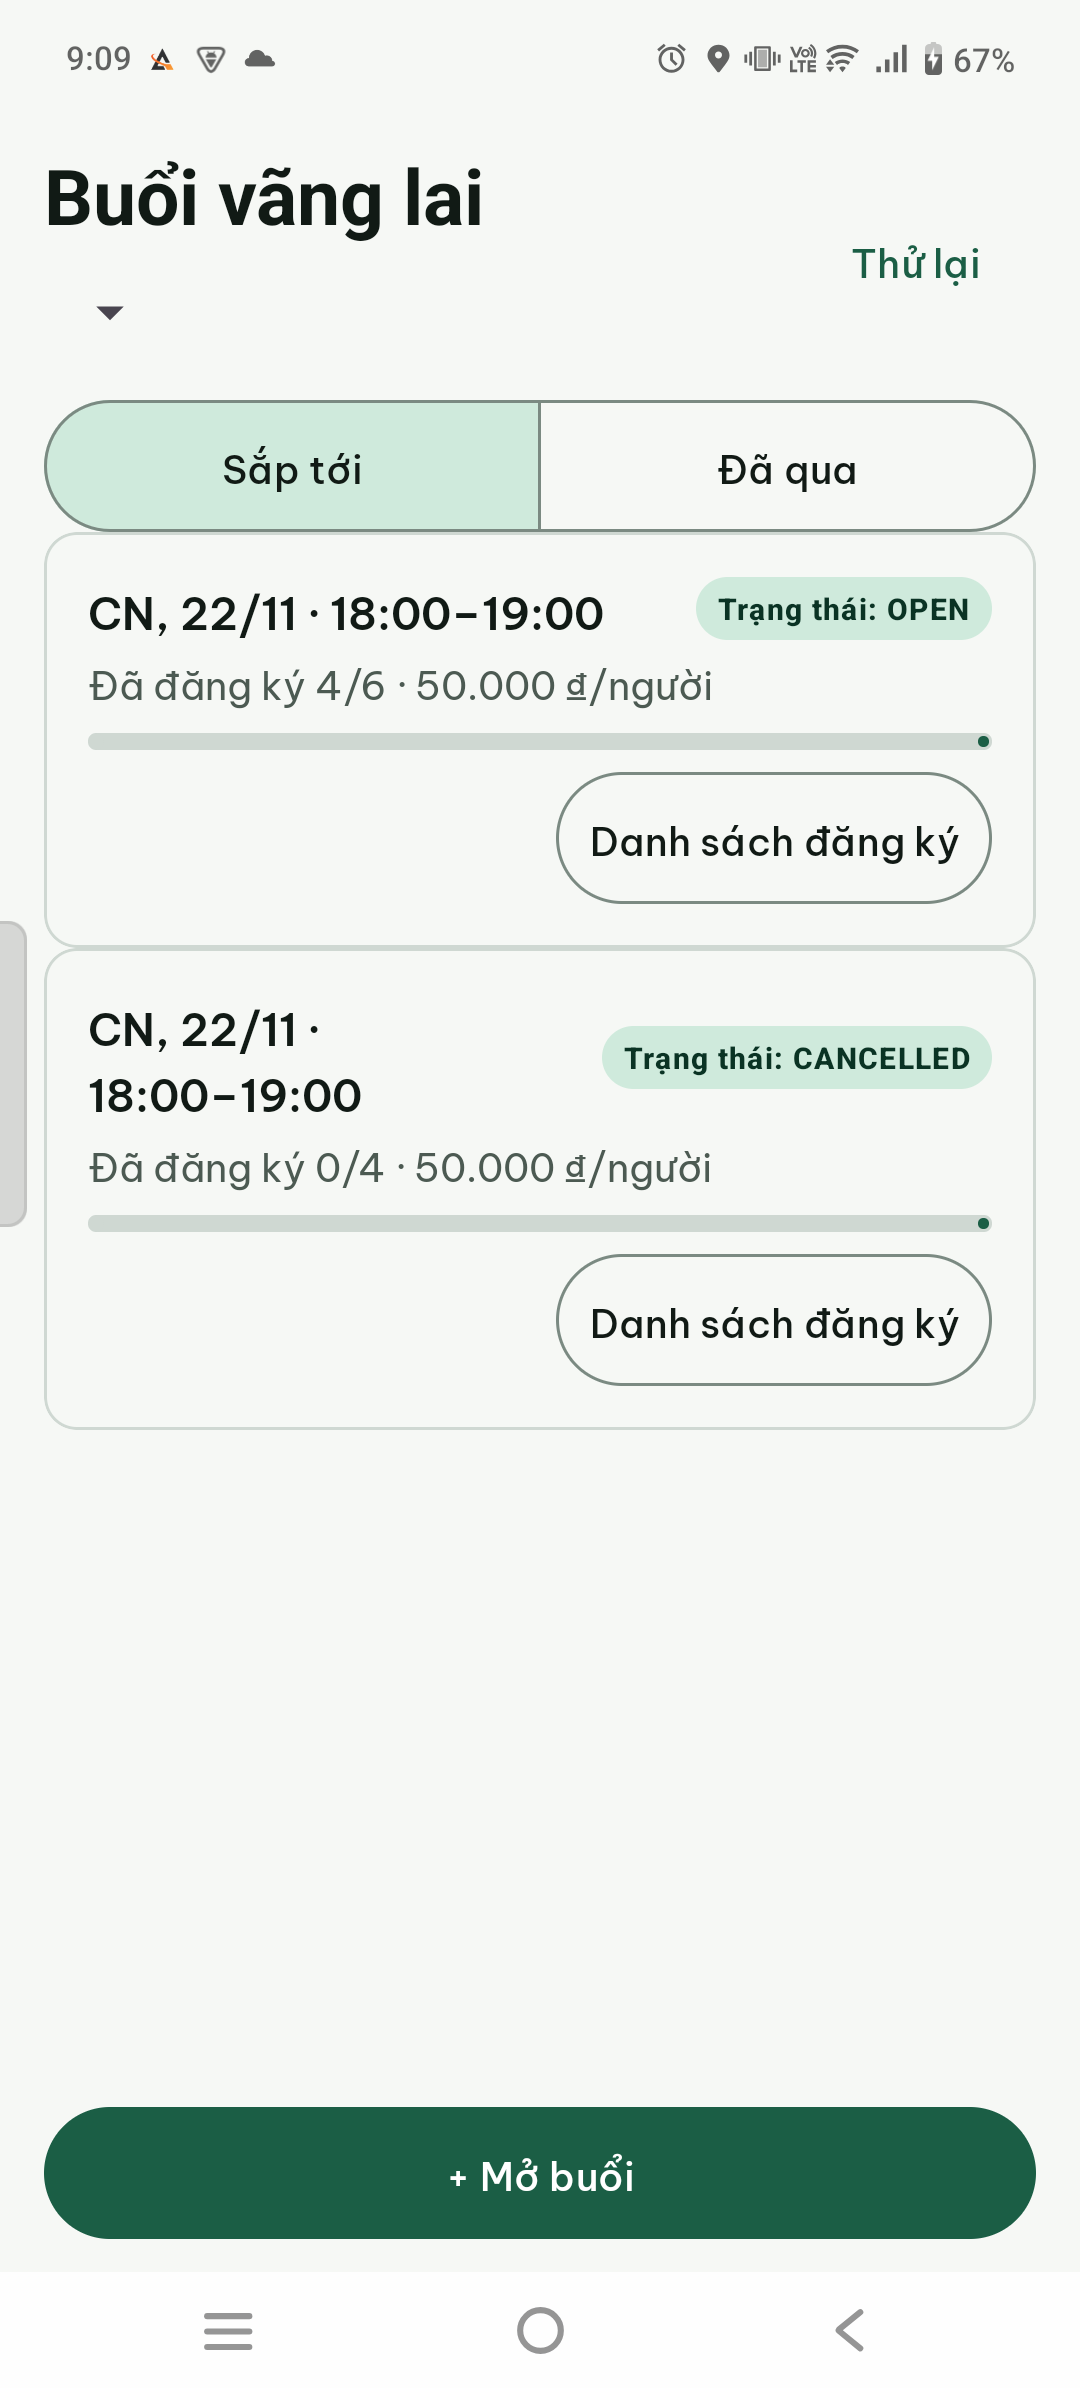 9:09
Vo LTE
67%
Buổi vãng lai
Thử lại
Sắp tới
Đã qua
CN, 22/11 · 18:00–19:00
Trạng thái: OPEN
Đã đăng ký 4/6 · 50.000 ₫/người
Danh sách đăng ký
CN, 22/11 ·
18:00–19:00
Trạng thái: CANCELLED
Đã đăng ký 0/4 · 50.000 ₫/người
Danh sách đăng ký
+ Mở buổi